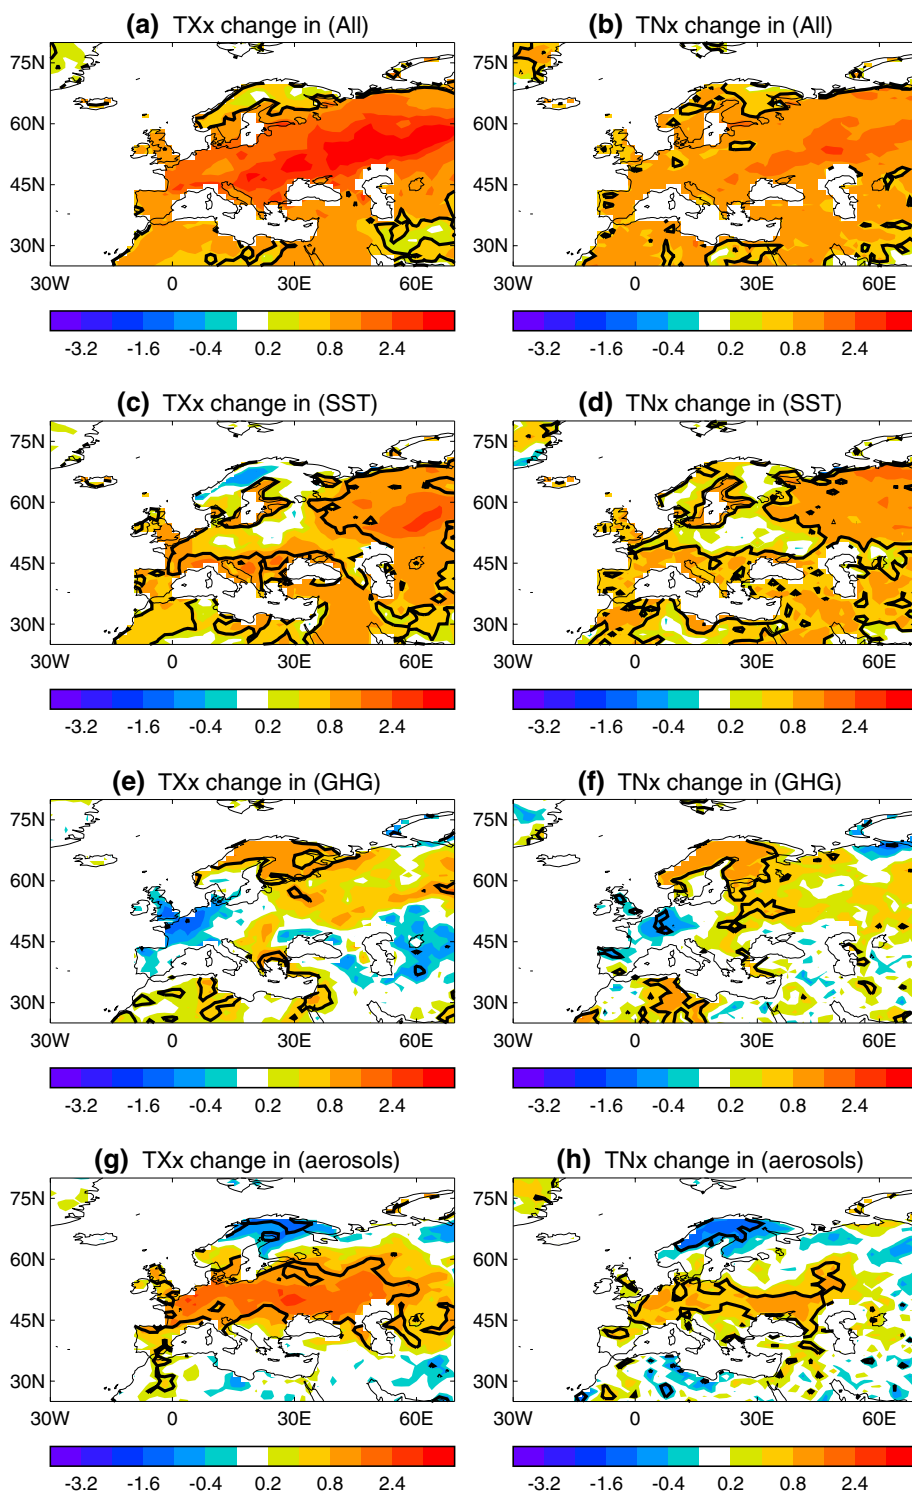 (a) TXx change in (All)
75N
60N
45N
30N
30W 0 30E 60E
-3.2 -1.6 -0.4 0.2 0.8 2.4
(b) TNx change in (All)
75N
60N
45N
30N
30W 0 30E 60E
-3.2 -1.6 -0.4 0.2 0.8 2.4
(c) TXx change in (SST)
75N
60N
45N
30N
30W 0 30E 60E
-3.2 -1.6 -0.4 0.2 0.8 2.4
(d) TNx change in (SST)
75N
60N
45N
30N
30W 0 30E 60E
-3.2 -1.6 -0.4 0.2 0.8 2.4
(e) TXx change in (GHG)
75N
60N
45N
30N
30W 0 30E 60E
-3.2 -1.6 -0.4 0.2 0.8 2.4
(f) TNx change in (GHG)
75N
60N
45N
30N
30W 0 30E 60E
-3.2 -1.6 -0.4 0.2 0.8 2.4
(g) TXx change in (aerosols)
75N
60N
45N
30N
30W 0 30E 60E
-3.2 -1.6 -0.4 0.2 0.8 2.4
(h) TNx change in (aerosols)
75N
60N
45N
30N
30W 0 30E 60E
-3.2 -1.6 -0.4 0.2 0.8 2.4